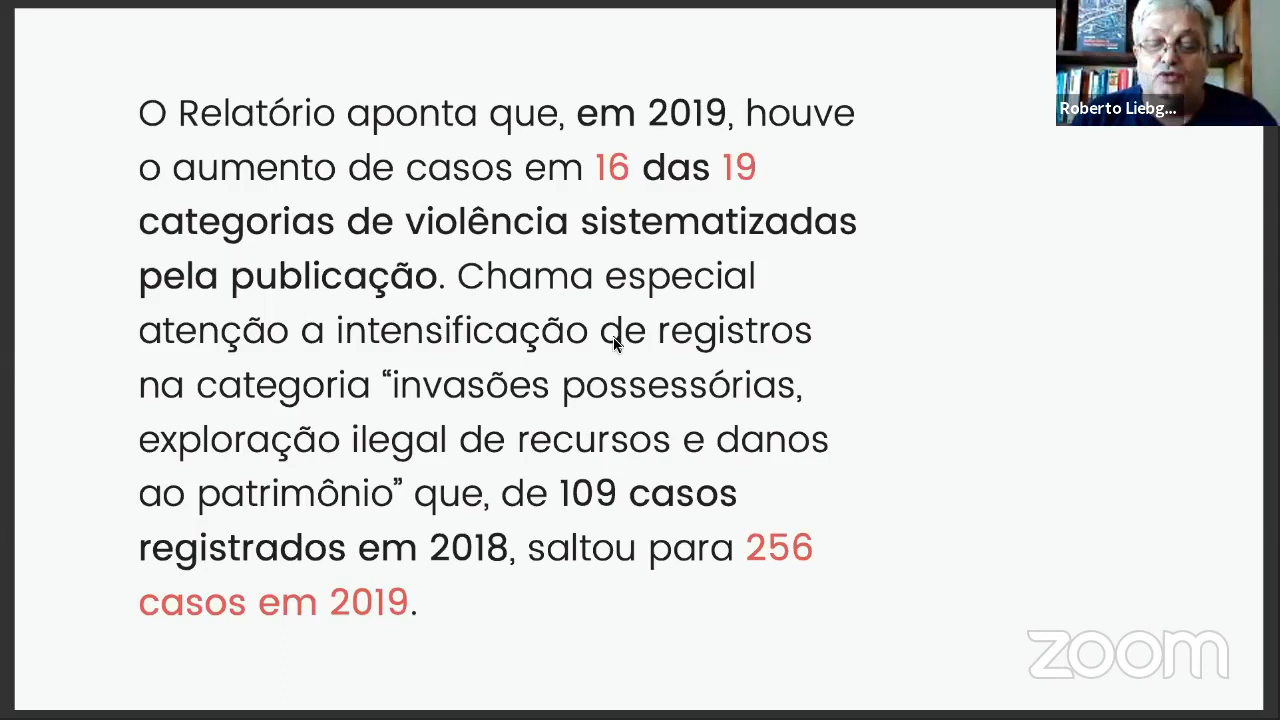 O Relatório aponta que, em 2019, houve
o aumento de casos em 16 das 19
categorias de violência sistematizadas
pela publicação. Chama especial
atenção a intensificação de registros
na categoria “invasões possessórias,
exploração ilegal de recursos e danos
ao patrimônio” que, de 109 casos
registrados em 2018, saltou para 256
casos em 2019.
Roberto Liebg...
zoom